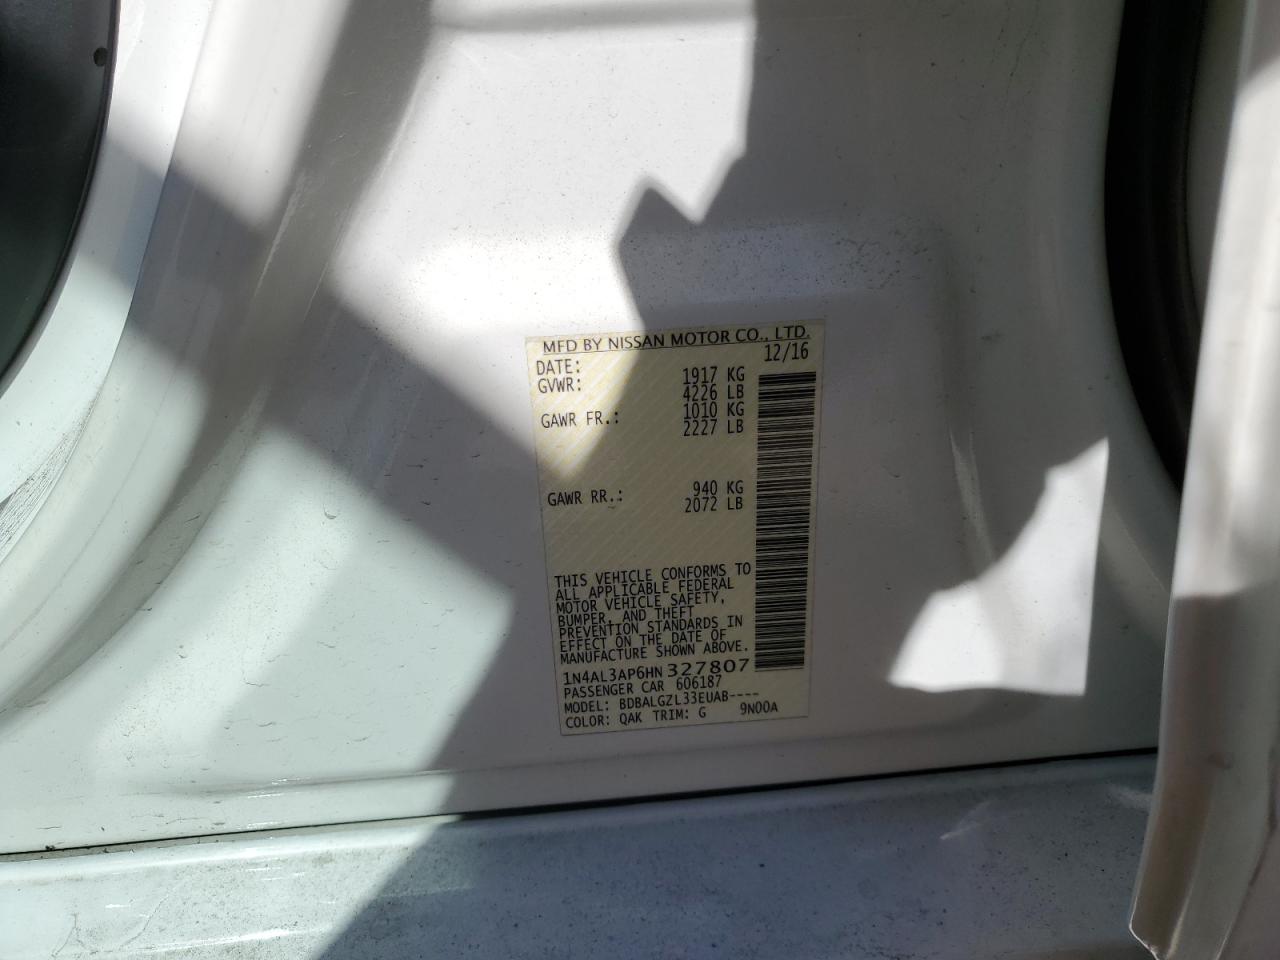 MFD BY NISSAN MOTOR CO., LTD.
DATE: 12/16
GVWR: 1917 KG
4226 LB
GAWR FR.: 1010 KG
2227 LB
GAWR RR.: 940 KG
2072 LB
THIS VEHICLE CONFORMS TO
ALL APPLICABLE FEDERAL
MOTOR VEHICLE SAFETY,
BUMPER, AND THEFT
PREVENTION STANDARDS IN
EFFECT ON THE DATE OF
MANUFACTURE SHOWN ABOVE.
1N4AL3AP6HN 327807
PASSENGER CAR 606187
MODEL: BDBALGZL33EUAB----
COLOR: QAK TRIM: G 9N00A